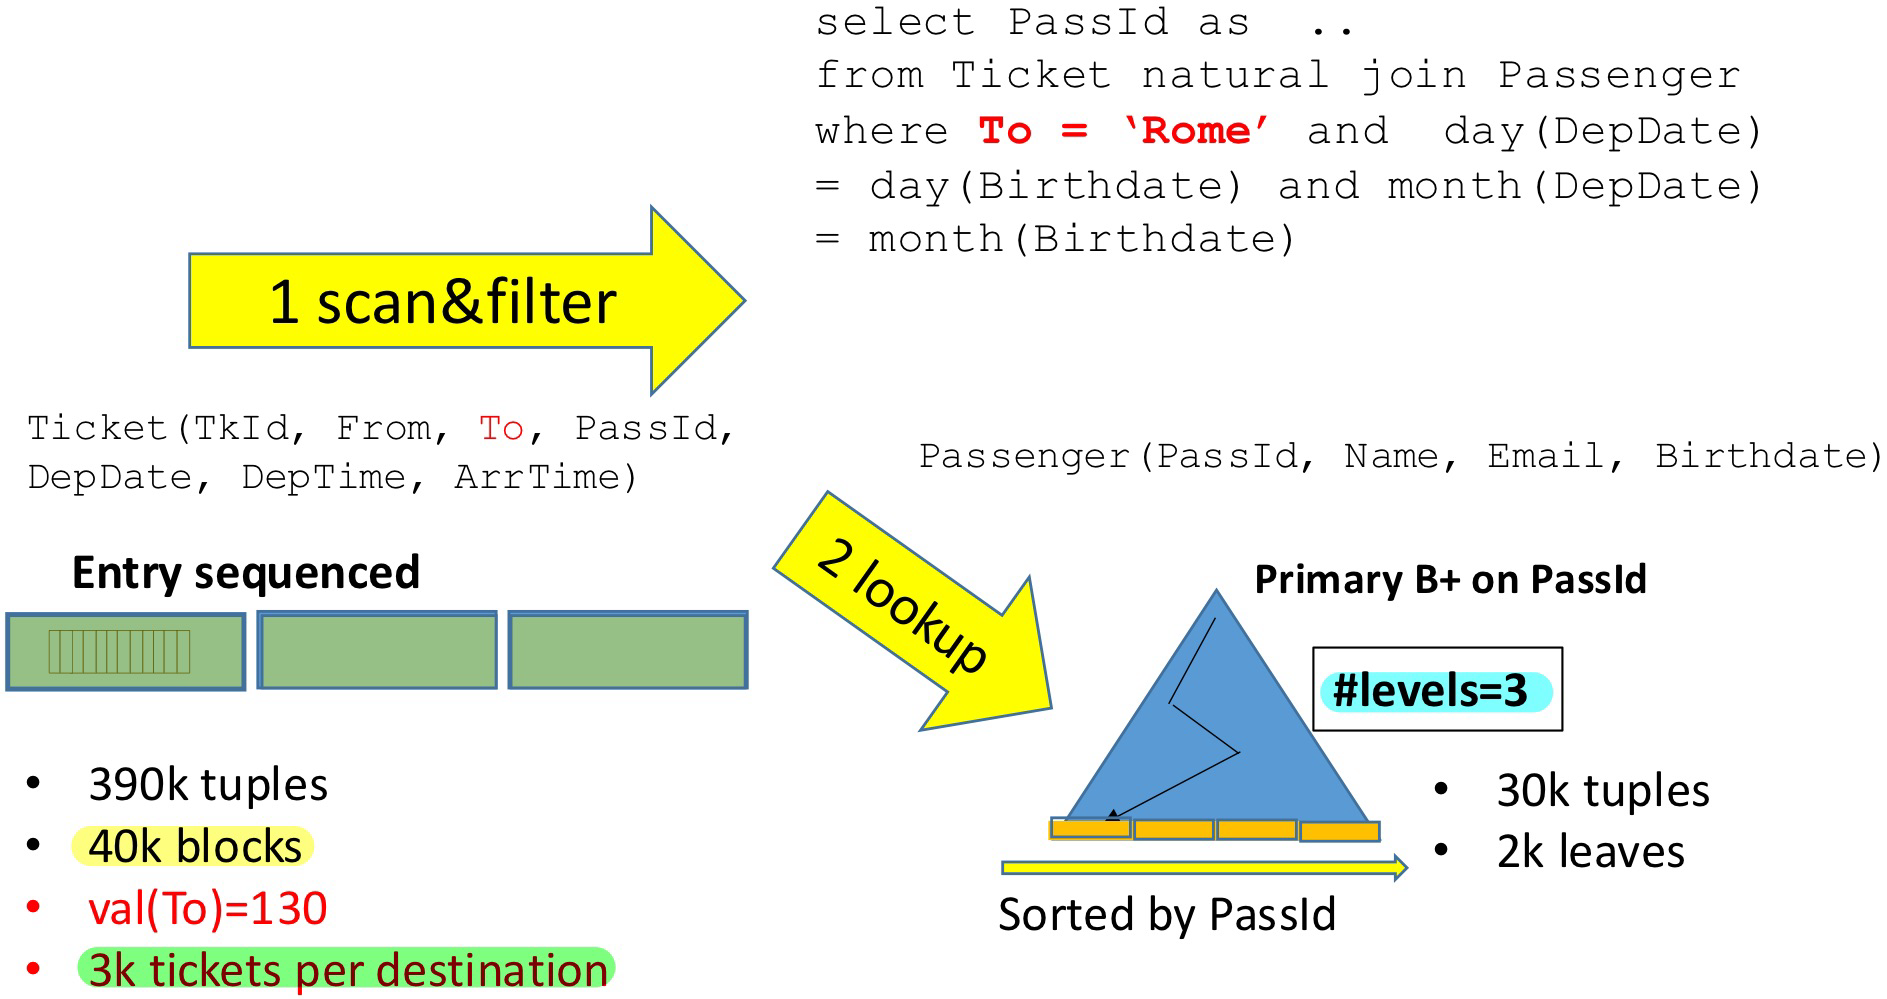 select PassId as  ..
from Ticket natural join Passenger
where To = ‘Rome’ and  day(DepDate)
= day(Birthdate) and month(DepDate)
= month(Birthdate)
1 scan&filter
Ticket(TkId, From, To, PassId,
DepDate, DepTime, ArrTime)
Passenger(PassId, Name, Email, Birthdate)
2 lookup
Entry sequenced
Primary B+ on PassId
#levels=3
• 390k tuples
• 40k blocks
• val(To)=130
• 3k tickets per destination
• 30k tuples
• 2k leaves
Sorted by PassId